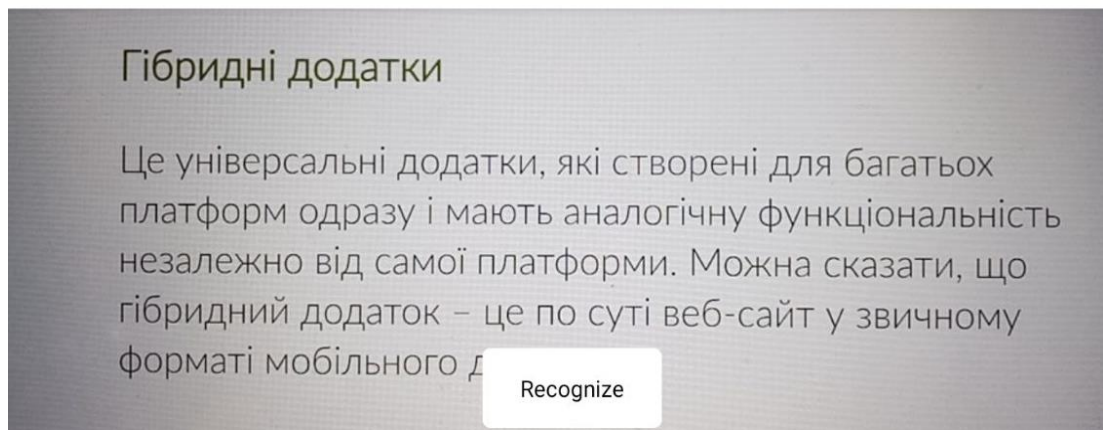 Гібридні додатки
Це універсальні додатки, які створені для багатьох
платформ одразу і мають аналогічну функціональність
незалежно від самої платформи. Можна сказати, що
гібридний додаток – це по суті веб-сайт у звичному
форматі мобільного
Recognize